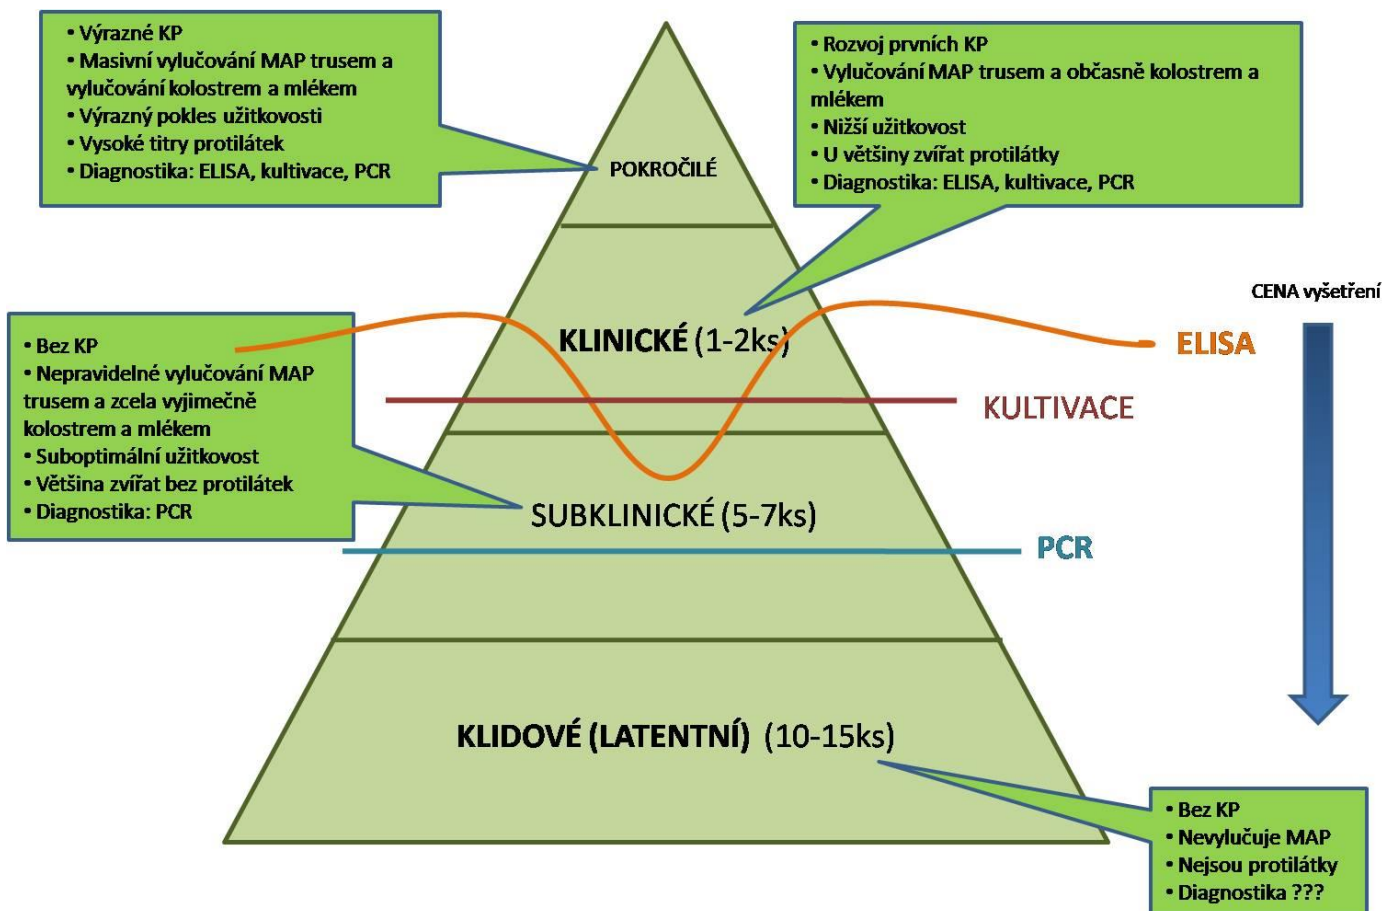 • Výrazné KP
• Masivní vylučování MAP trusem a
vylučování kolostrem a mlékem
• Výrazný pokles užitkovosti
• Vysoké titry protilátek
• Diagnostika: ELISA, kultivace, PCR
• Rozvoj prvních KP
• Vylučování MAP trusem a občasně kolostrem a
mlékem
• Nižší užitkovost
• U většiny zvířat protilátky
• Diagnostika: ELISA, kultivace, PCR
POKROČILÉ
CENA vyšetření
KLINICKÉ (1-2ks)
ELISA
• Bez KP
• Nepravidelné vylučování MAP
trusem a zcela vyjimečně
kolostrem a mlékem
• Suboptimální užitkovost
• Většina zvířat bez protilátek
• Diagnostika: PCR
KULTIVACE
SUBKLINICKÉ (5-7ks)
PCR
KLIDOVÉ (LATENTNÍ) (10-15ks)
• Bez KP
• Nevylučuje MAP
• Nejsou protilátky
• Diagnostika ???